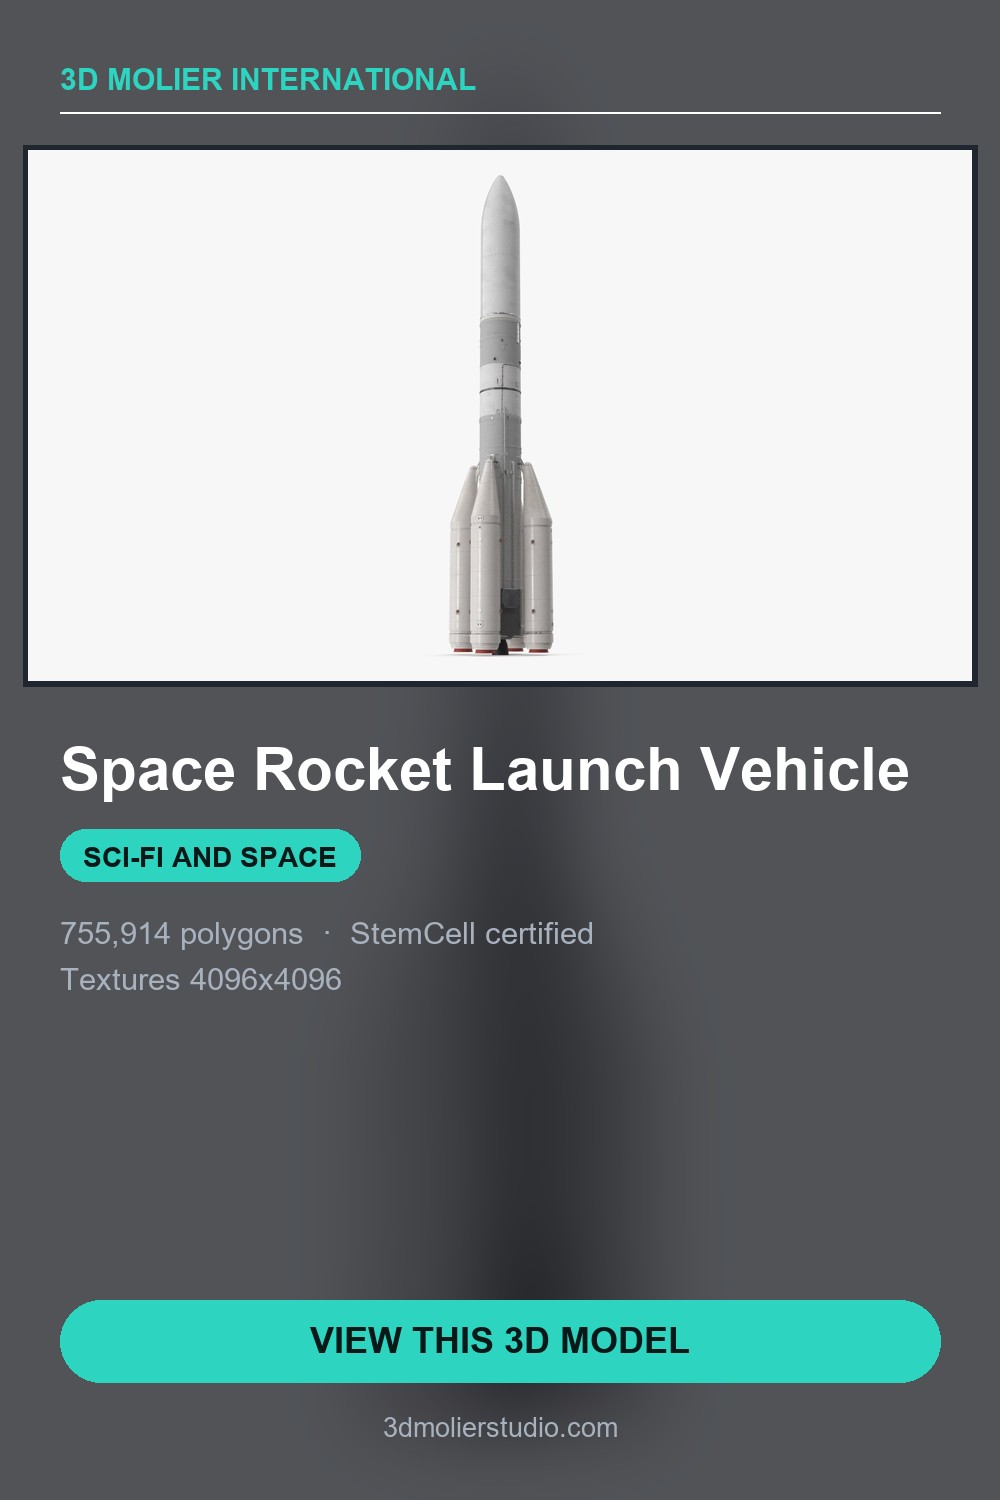 3D MOLIER INTERNATIONAL
Space Rocket Launch Vehicle
SCI-FI AND SPACE
755,914 polygons · StemCell certified
Textures 4096x4096
VIEW THIS 3D MODEL
3dmolierstudio.com